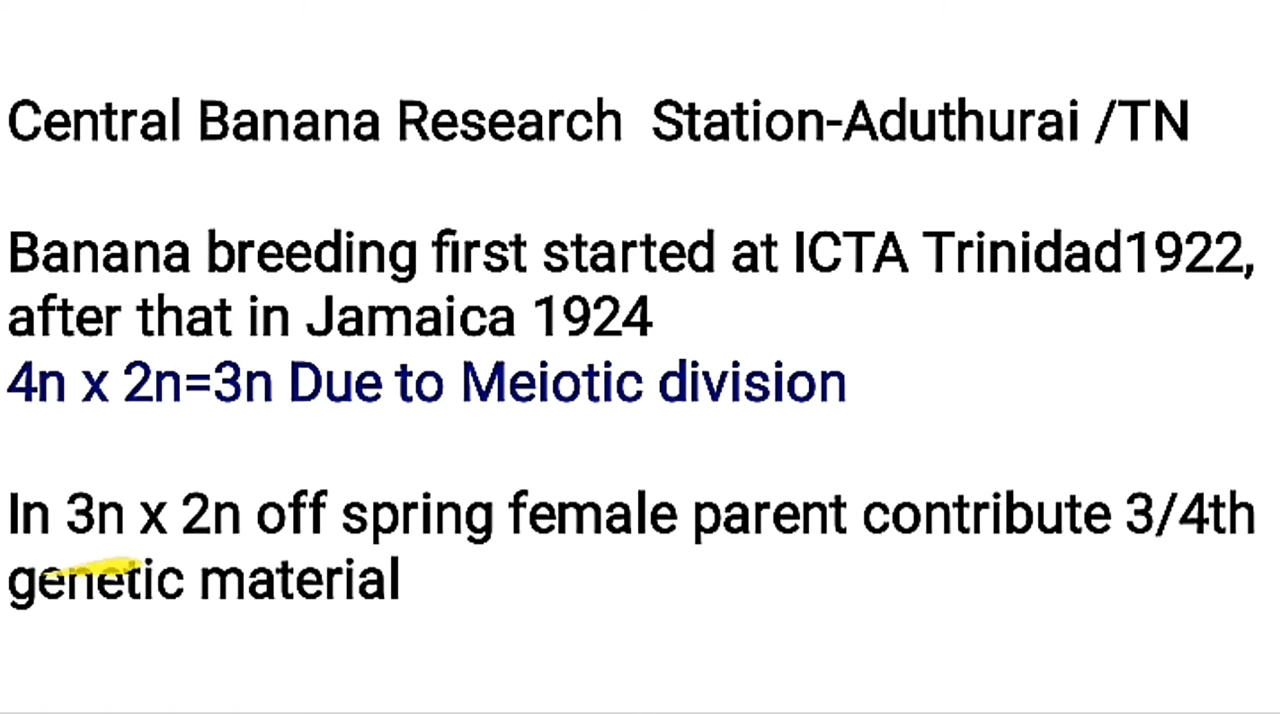 Central Banana Research Station-Aduthurai /TN
Banana breeding first started at ICTA Trinidad1922,
after that in Jamaica 1924
4n x 2n=3n Due to Meiotic division
In 3n x 2n off spring female parent contribute 3/4th
genetic material